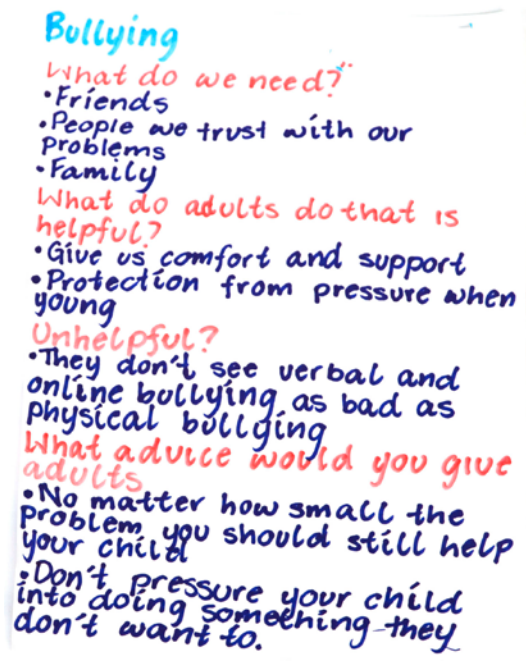 Bullying
What do we need?
•Friends
•People we trust with our
problems
•Family
What do adults do that is
helpful?
•Give us comfort and support
•Protection from pressure when
young
Unhelpful?
•They don't see verbal and
online bullying as bad as
physical bullying
What advice would you give
adults
•No matter how small the
problem you should still help
your child
•Don't pressure your child
into doing something they
don't want to.